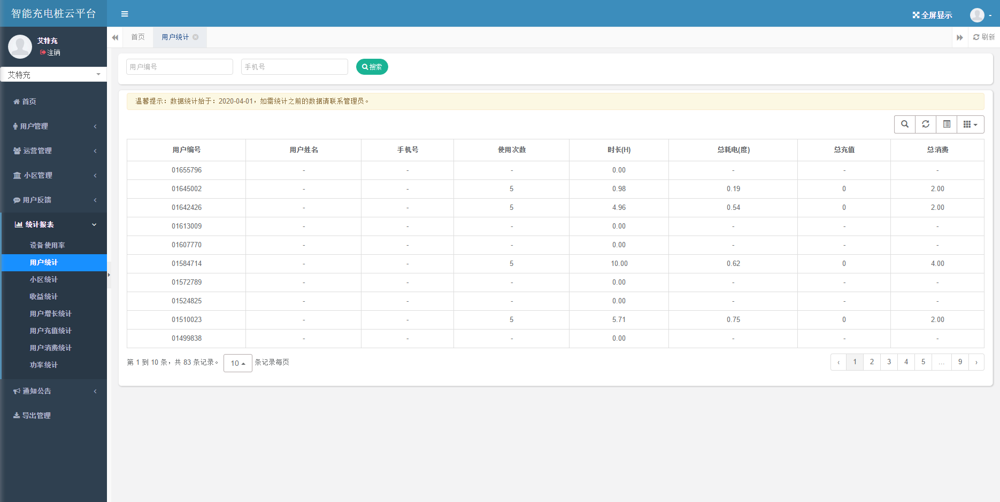 智能充电桩云平台
全屏显示
艾特充
注销
艾特充
首页
用户管理
运营管理
小区管理
用户反馈
统计报表
设备使用率
用户统计
小区统计
收益统计
用户增长统计
用户充值统计
用户消费统计
功率统计
通知公告
导出管理
首页 用户统计 刷新
用户编号 手机号 搜索
温馨提示：数据统计始于：2020-04-01，如需统计之前的数据请联系管理员。
用户编号 用户姓名 手机号 使用次数 时长(H) 总耗电(度) 总充值 总消费
01655796 - - - 0.00 - - -
01645002 - - 5 0.98 0.19 0 2.00
01642426 - - 5 4.96 0.54 0 2.00
01613009 - - - 0.00 - - -
01607770 - - - 0.00 - - -
01584714 - - 5 10.00 0.62 0 4.00
01572789 - - - 0.00 - - -
01524825 - - - 0.00 - - -
01510023 - - 5 5.71 0.75 0 2.00
01499838 - - - 0.00 - - -
第 1 到 10 条，共 83 条记录。 10 条记录每页
‹ 1 2 3 4 5 ... 9 ›